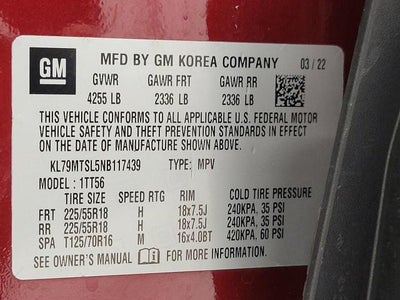 GM
MFD BY GM KOREA COMPANY 03 / 22
GVWR GAWR FRT GAWR RR
4255 LB 2336 LB 2336 LB
THIS VEHICLE CONFORMS TO ALL APPLICABLE U.S. FEDERAL MOTOR
VEHICLE SAFETY AND THEFT PREVENTION STANDARDS IN EFFECT
ON THE DATE OF MANUFACTURE SHOWN ABOVE.
KL79MTSL5NB117439 TYPE: MPV
MODEL: 1TT56
TIRE SIZE SPEED RTG RIM COLD TIRE PRESSURE
FRT 225/55R18 H 18x7.5J 240KPA, 35 PSI
RR 225/55R18 H 18x7.5J 240KPA, 35 PSI
SPA T125/70R16 M 16x4.0BT 420KPA, 60 PSI
SEE OWNER'S MANUAL FOR MORE INFORMATION.